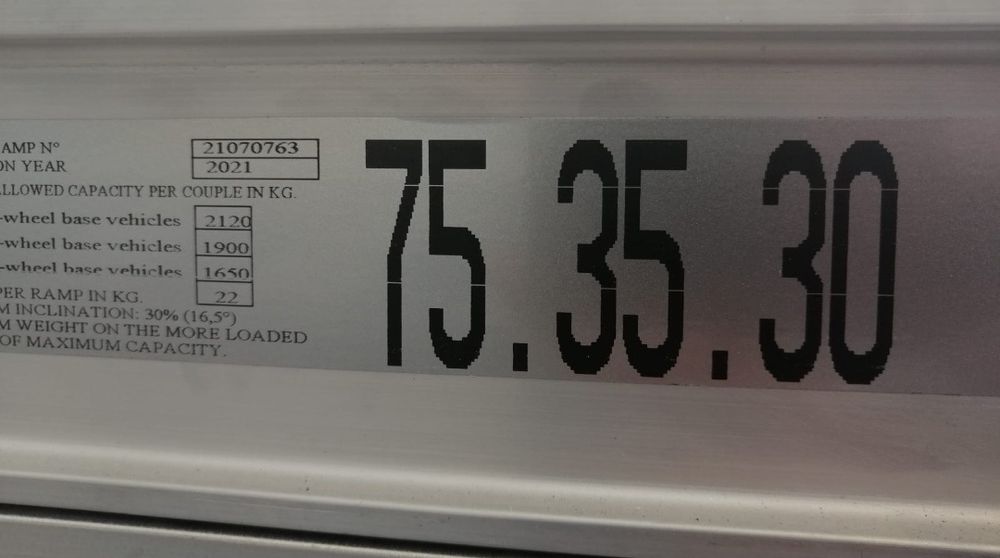 AMP N° 21070763
ON YEAR 2021
ALLOWED CAPACITY PER COUPLE IN KG.
-wheel base vehicles 2120
-wheel base vehicles 1900
-wheel base vehicles 1650
PER RAMP IN KG. 22
M INCLINATION: 30% (16,5°)
M WEIGHT ON THE MORE LOADED
OF MAXIMUM CAPACITY.
75.35.30